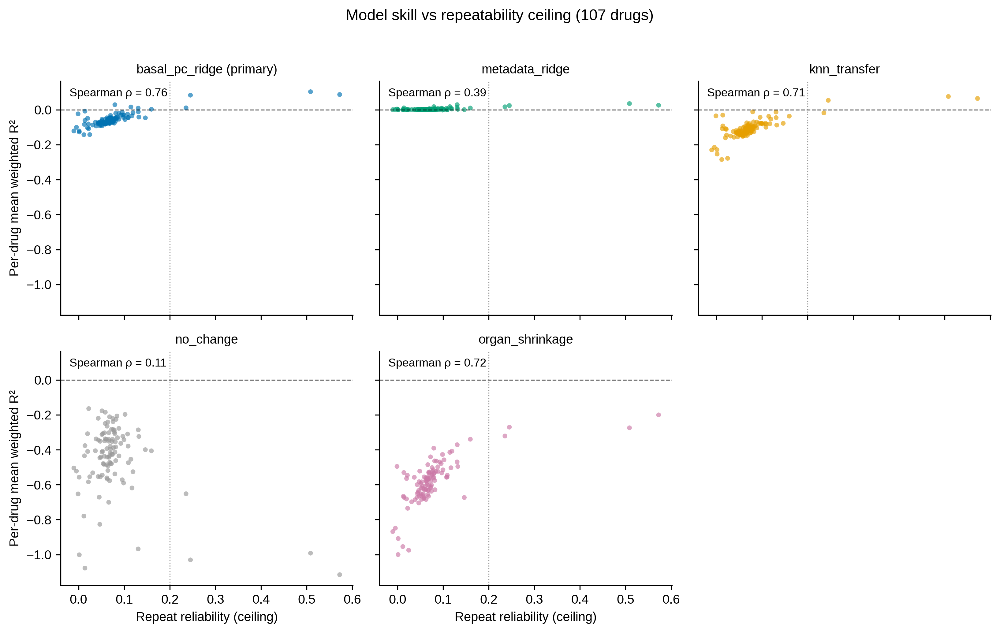 Model skill vs repeatability ceiling (107 drugs)
basal_pc_ridge (primary)
metadata_ridge
knn_transfer
Spearman ρ = 0.76
Spearman ρ = 0.39
Spearman ρ = 0.71
Per-drug mean weighted R²
0.0
−0.2
−0.4
−0.6
−0.8
−1.0
no_change
organ_shrinkage
Spearman ρ = 0.11
Spearman ρ = 0.72
Per-drug mean weighted R²
0.0
−0.2
−0.4
−0.6
−0.8
−1.0
0.0 0.1 0.2 0.3 0.4 0.5 0.6
0.0 0.1 0.2 0.3 0.4 0.5 0.6
Repeat reliability (ceiling)
Repeat reliability (ceiling)